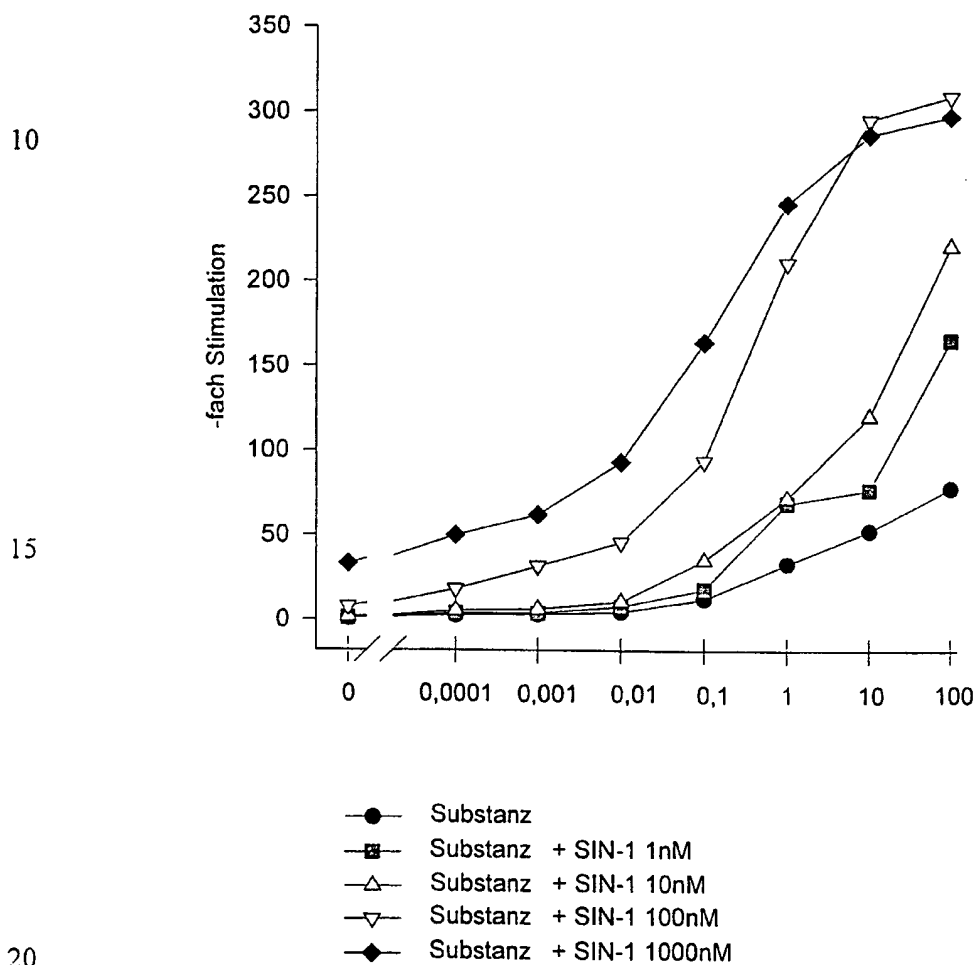 350
300
10
250
200
-fach Stimulation
150
100
15
50
0
0 0,0001 0,001 0,01 0,1 1 10 100
Substanz
Substanz + SIN-1 1nM
Substanz + SIN-1 10nM
Substanz + SIN-1 100nM
20
Substanz + SIN-1 1000nM